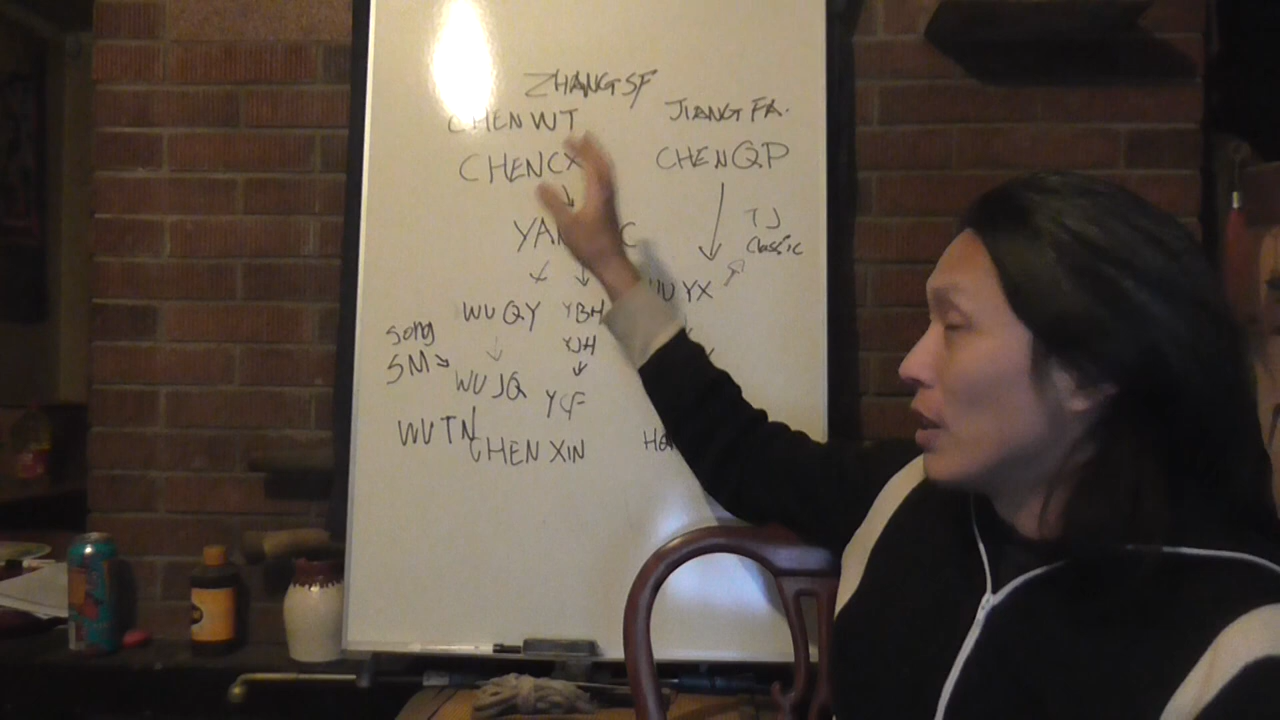 ZHANG SF
CHEN WT
JIANG FA.
CHEN CX
CHEN QP
TJ
Classic
YX
WU QY
YBH
Song
SM
YJH
WU JQ
YCF
WU TN
CHEN XIN